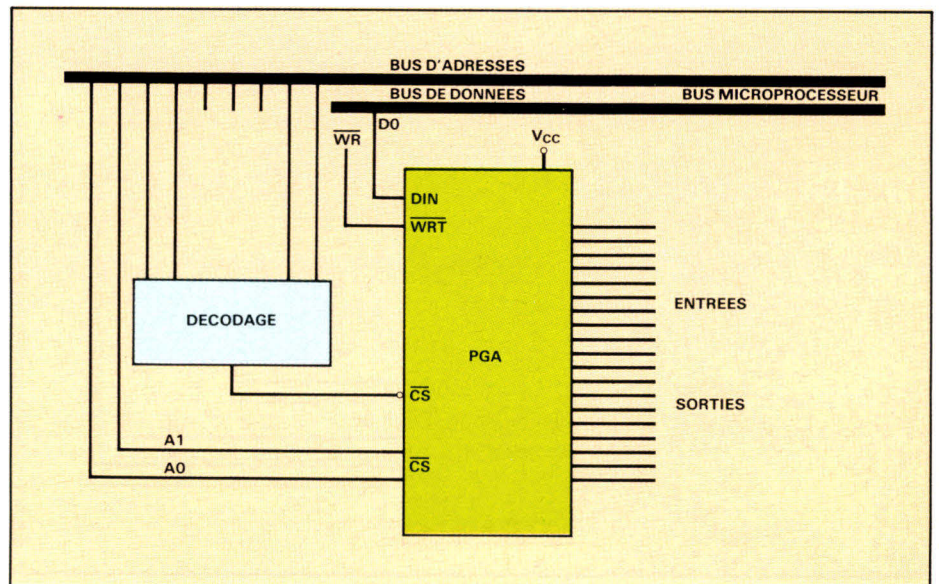 BUS D'ADRESSES
BUS DE DONNEES
BUS MICROPROCESSEUR
D0
WR
VCC
DIN
WRT
DECODAGE
ENTREES
PGA
CS
SORTIES
A1
CS
A0